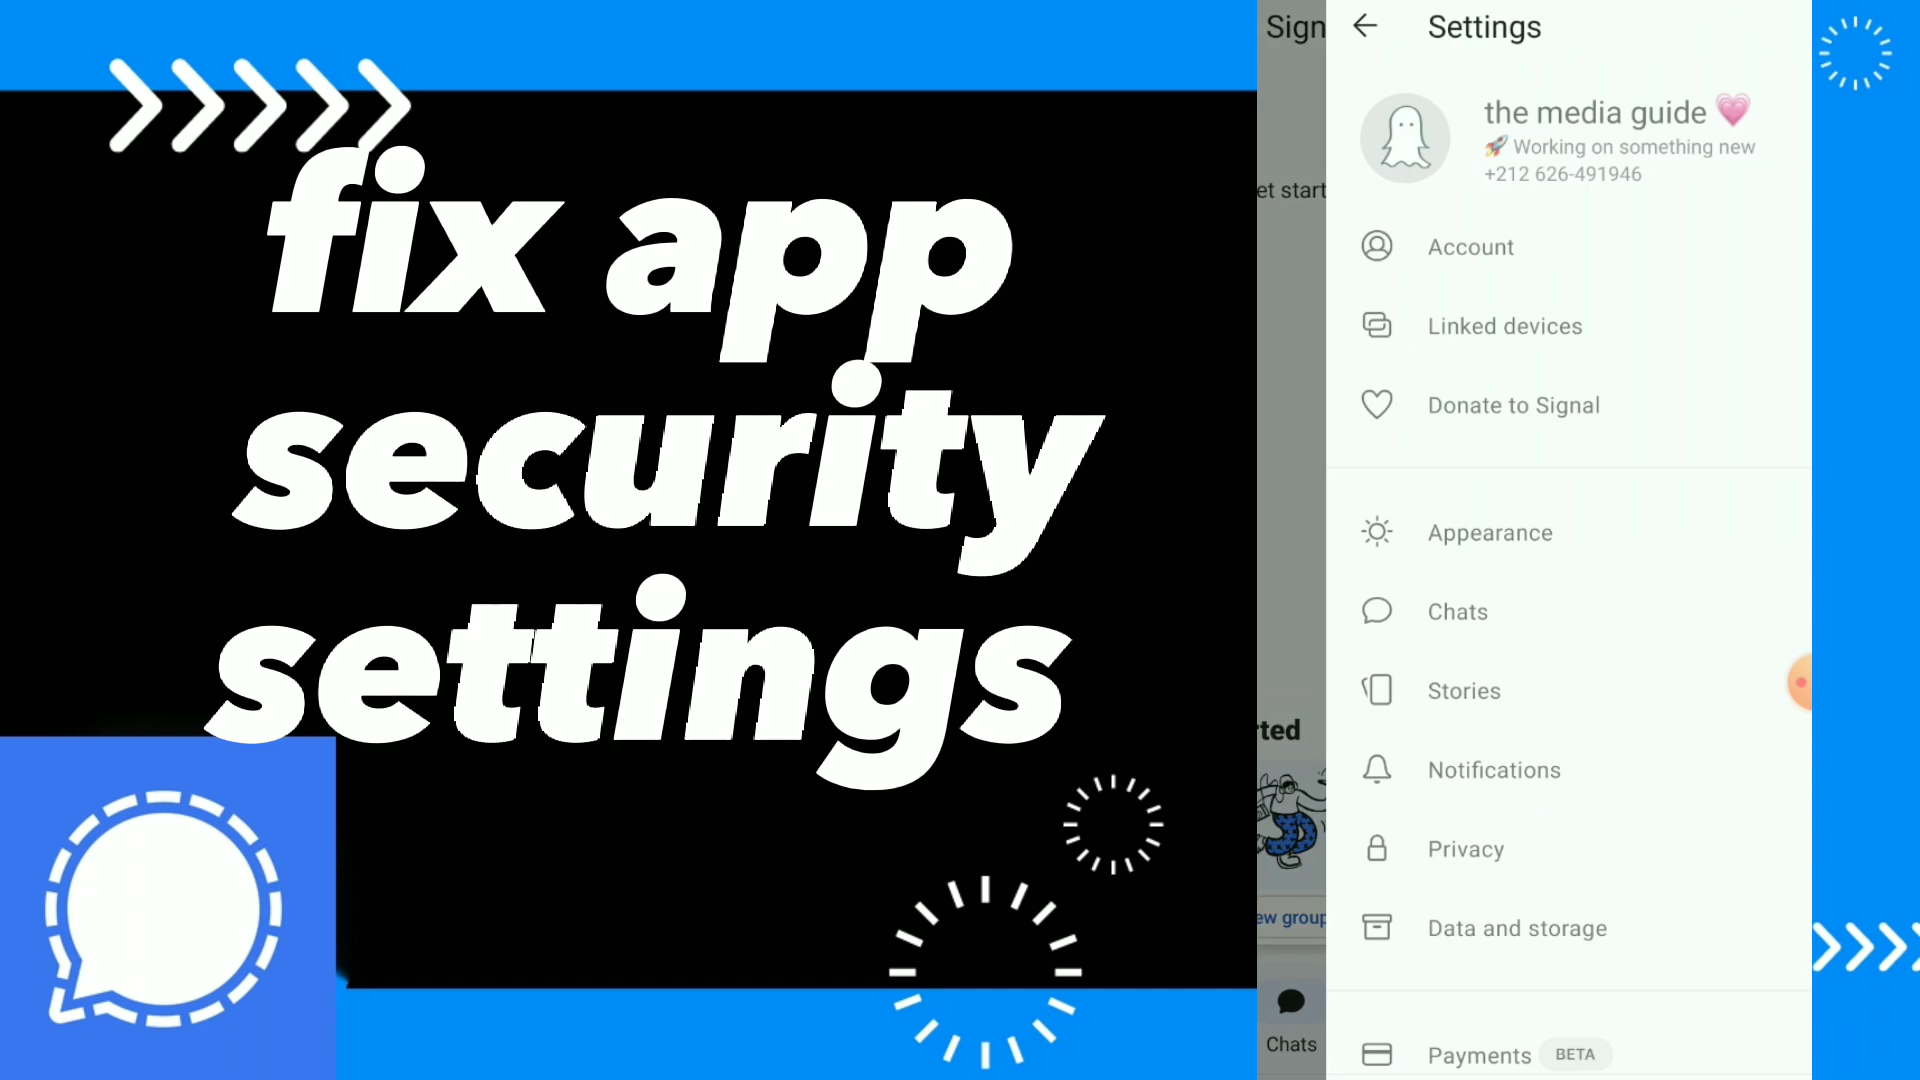 fix app
security
settings
Sign
et start
rted
ew group
Chats
Settings
the media guide 💗
🚀 Working on something new
+212 626-491946
Account
Linked devices
Donate to Signal
Appearance
Chats
Stories
Notifications
Privacy
Data and storage
Payments BETA